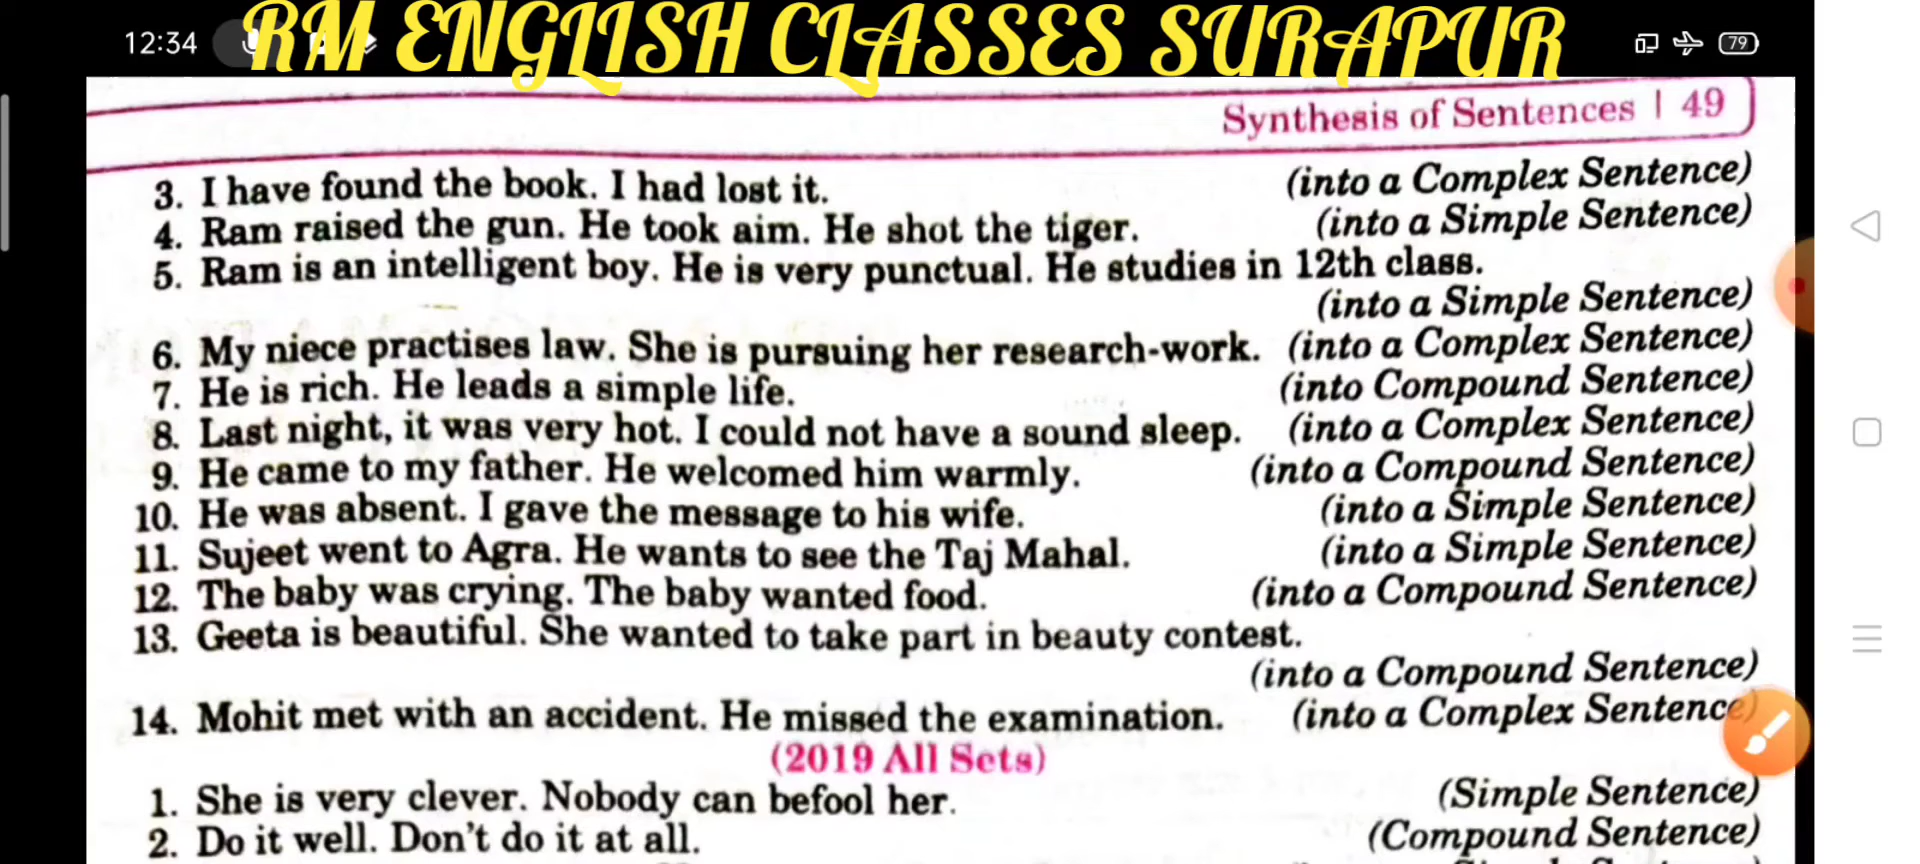 12:34
RM ENGLISH CLASSES SURAPUR
79
Synthesis of Sentences | 49
3. I have found the book. I had lost it. (into a Complex Sentence)
4. Ram raised the gun. He took aim. He shot the tiger. (into a Simple Sentence)
5. Ram is an intelligent boy. He is very punctual. He studies in 12th class.
(into a Simple Sentence)
6. My niece practises law. She is pursuing her research-work. (into a Complex Sentence)
7. He is rich. He leads a simple life. (into Compound Sentence)
8. Last night, it was very hot. I could not have a sound sleep. (into a Complex Sentence)
9. He came to my father. He welcomed him warmly. (into a Compound Sentence)
10. He was absent. I gave the message to his wife. (into a Simple Sentence)
11. Sujeet went to Agra. He wants to see the Taj Mahal. (into a Simple Sentence)
12. The baby was crying. The baby wanted food. (into a Compound Sentence)
13. Geeta is beautiful. She wanted to take part in beauty contest.
(into a Compound Sentence)
14. Mohit met with an accident. He missed the examination. (into a Complex Sentence)
(2019 All Sets)
1. She is very clever. Nobody can befool her. (Simple Sentence)
2. Do it well. Don't do it at all. (Compound Sentence)